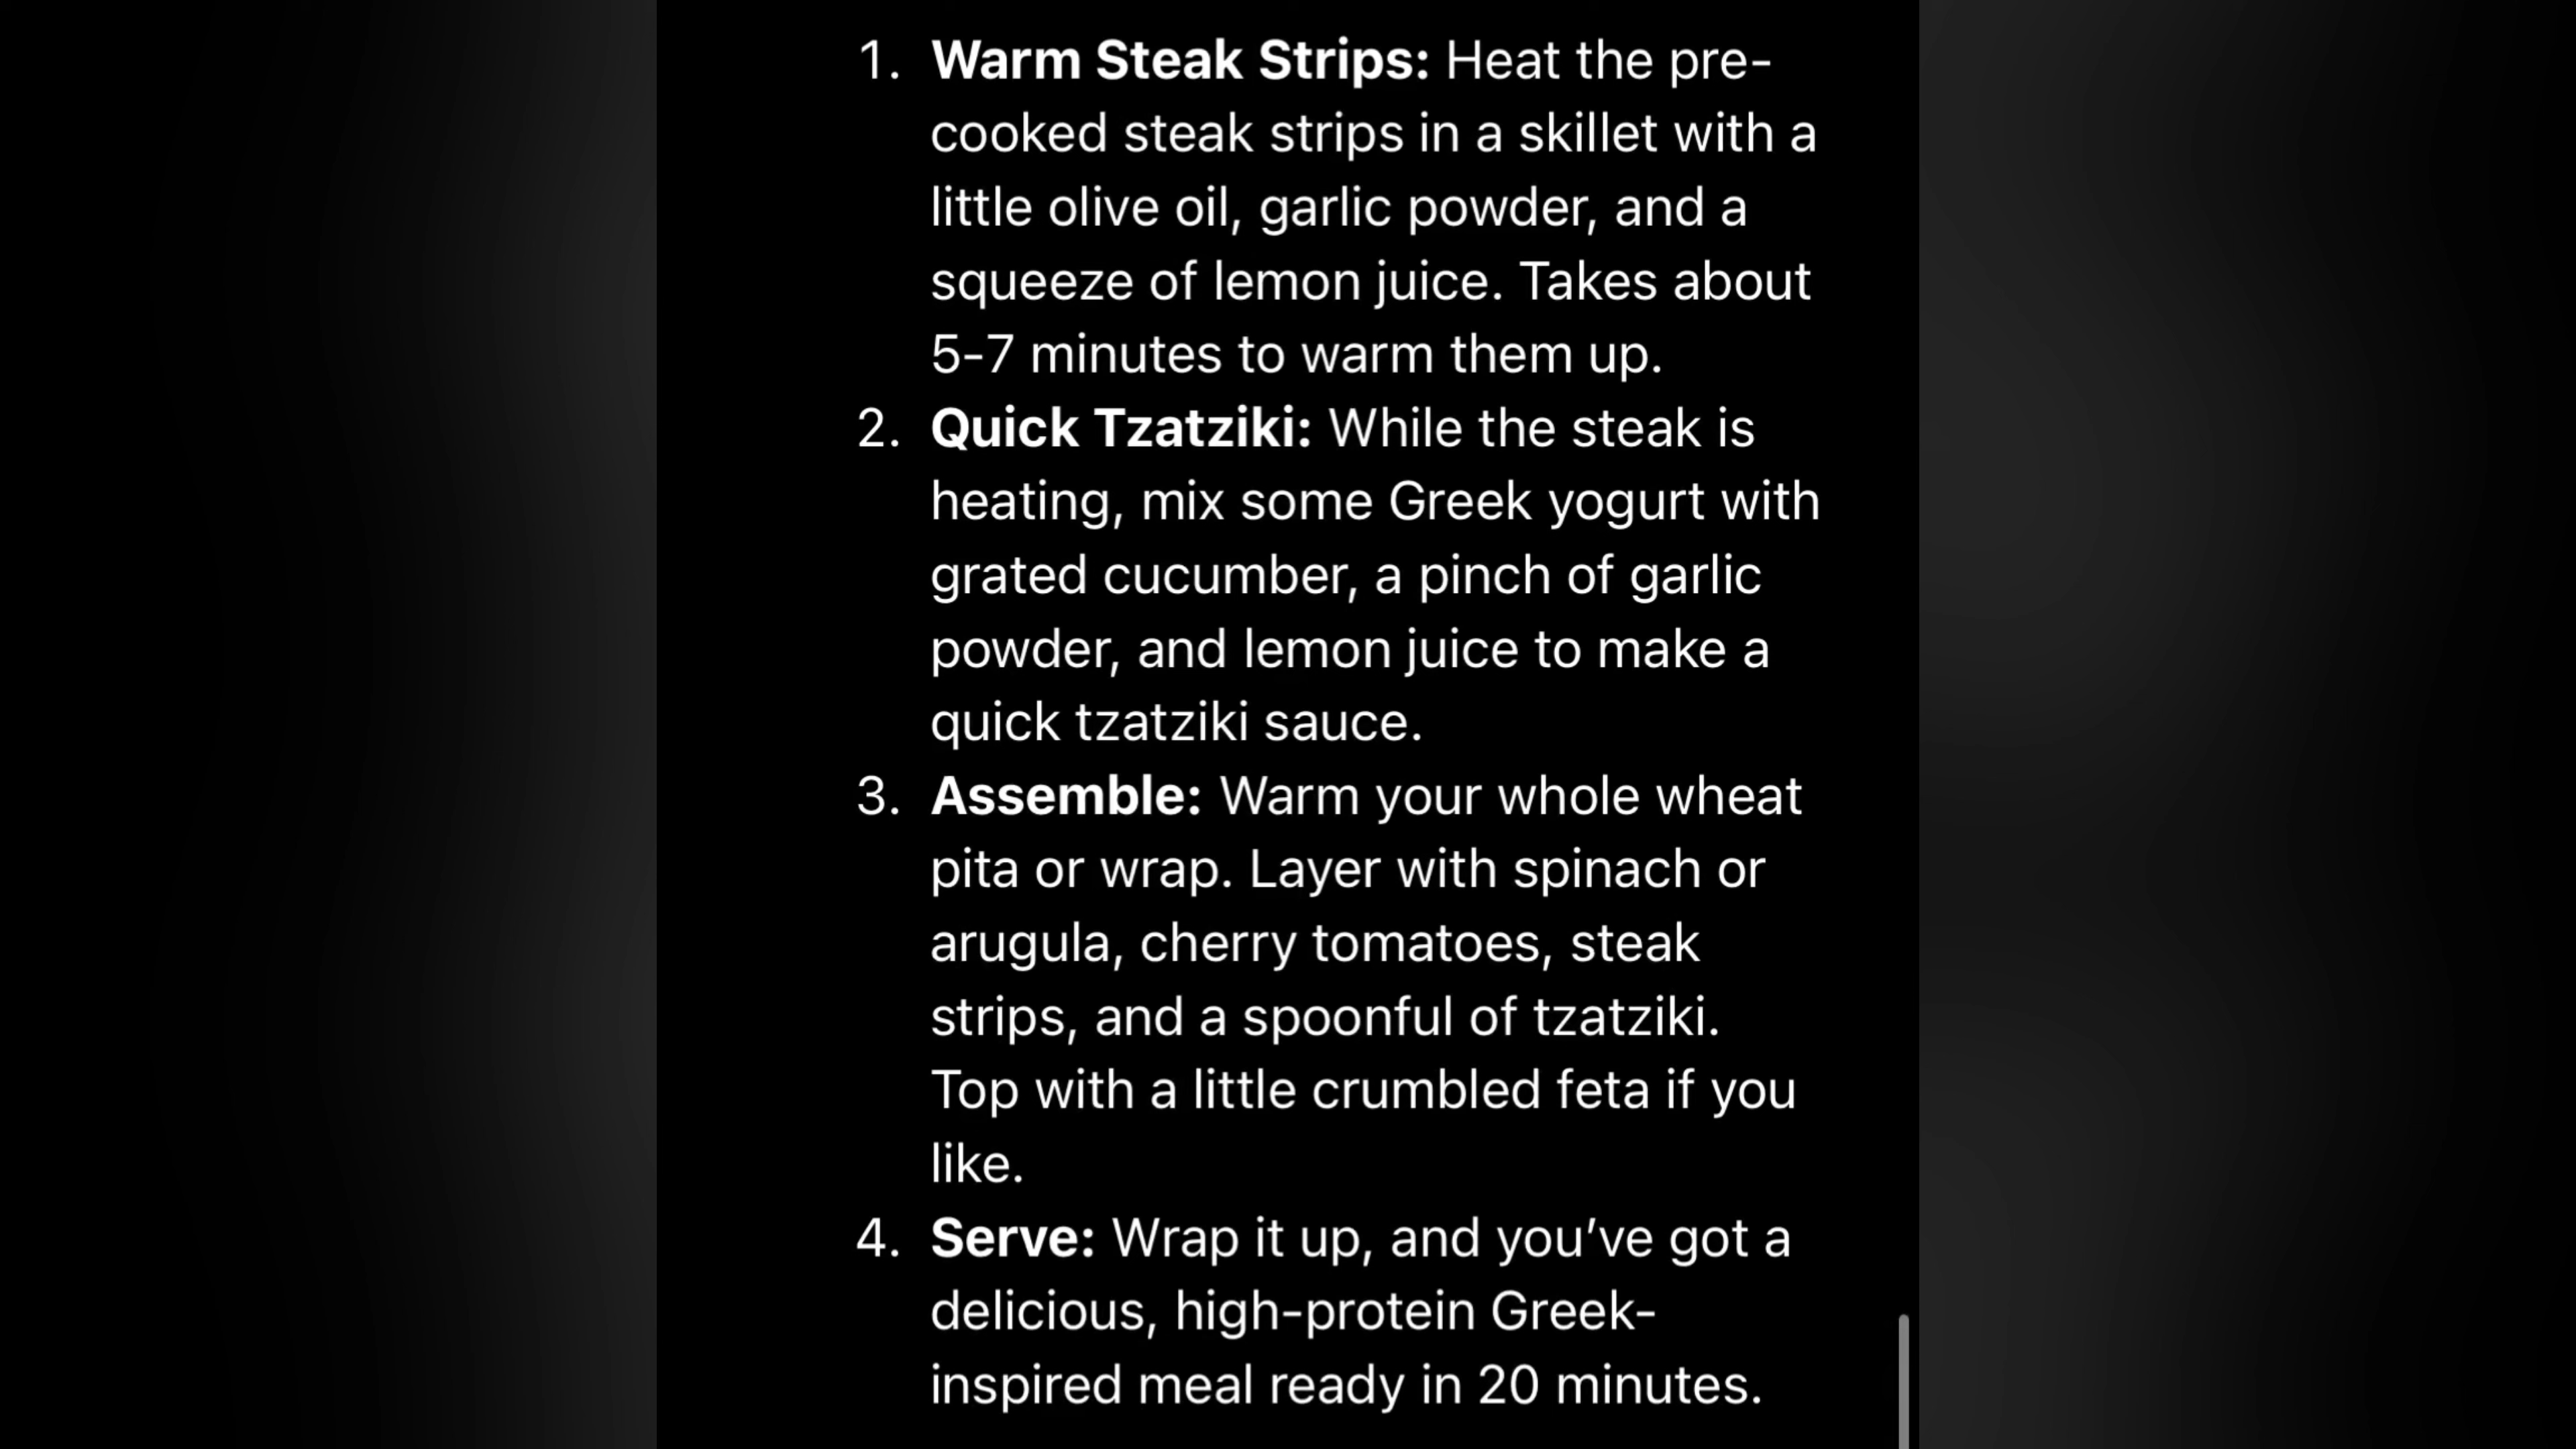 1. Warm Steak Strips: Heat the pre-
cooked steak strips in a skillet with a
little olive oil, garlic powder, and a
squeeze of lemon juice. Takes about
5-7 minutes to warm them up.
2. Quick Tzatziki: While the steak is
heating, mix some Greek yogurt with
grated cucumber, a pinch of garlic
powder, and lemon juice to make a
quick tzatziki sauce.
3. Assemble: Warm your whole wheat
pita or wrap. Layer with spinach or
arugula, cherry tomatoes, steak
strips, and a spoonful of tzatziki.
Top with a little crumbled feta if you
like.
4. Serve: Wrap it up, and you’ve got a
delicious, high-protein Greek-
inspired meal ready in 20 minutes.